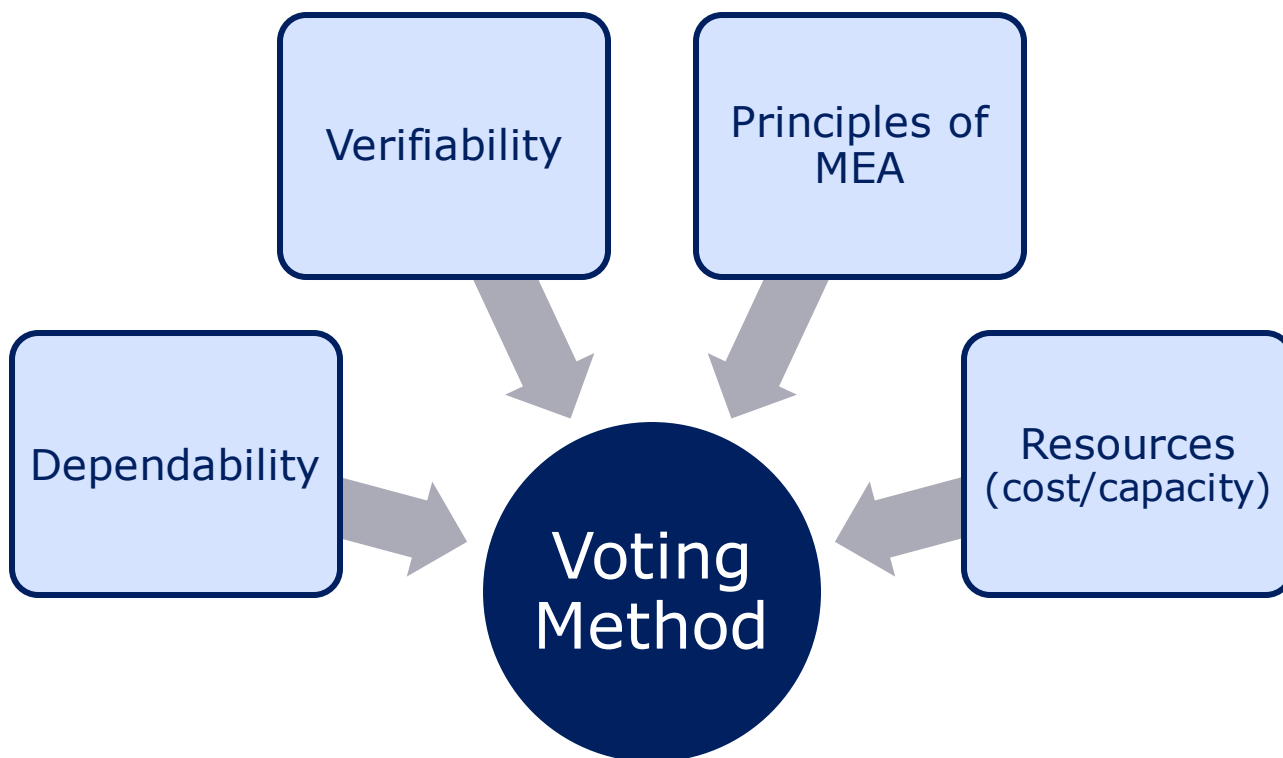 Verifiability
Principles of
MEA
Dependability
Resources
(cost/capacity)
Voting
Method